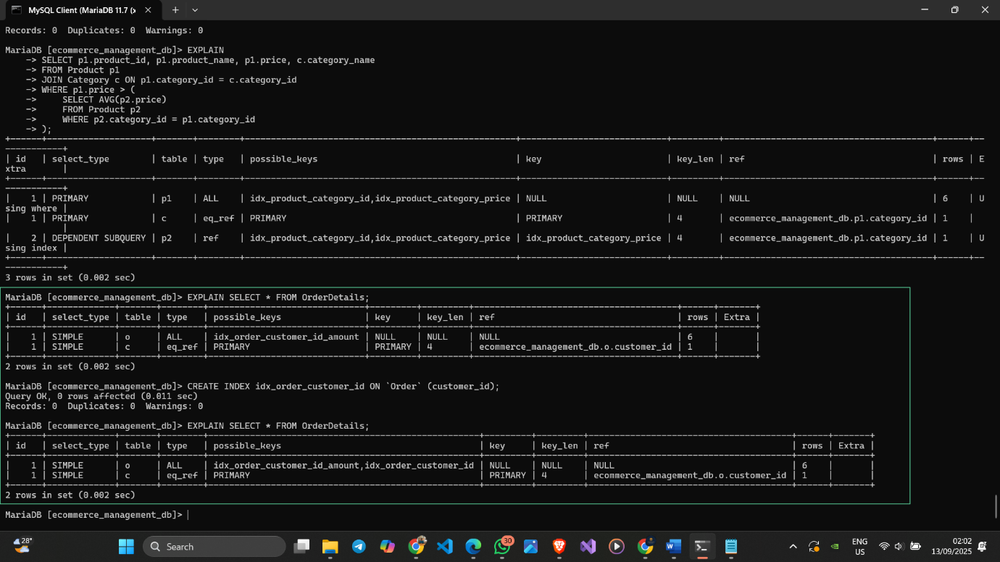 MySQL Client (MariaDB 11.7 (x
Records: 0  Duplicates: 0  Warnings: 0
MariaDB [ecommerce_management_db]> EXPLAIN
    -> SELECT p1.product_id, p1.product_name, p1.price, c.category_name
    -> FROM Product p1
    -> JOIN Category c ON p1.category_id = c.category_id
    -> WHERE p1.price > (
    ->     SELECT AVG(p2.price)
    ->     FROM Product p2
    ->     WHERE p2.category_id = p1.category_id
    -> );
| id   | select_type        | table | type   | possible_keys                                    | key                        | key_len | ref                                    | rows | E
xtra       |
|    1 | PRIMARY            | p1    | ALL    | idx_product_category_id,idx_product_category_price | NULL                       | NULL    | NULL                                   | 6    | U
sing where |
|    1 | PRIMARY            | c     | eq_ref | PRIMARY                                          | PRIMARY                    | 4       | ecommerce_management_db.p1.category_id | 1    |
           |
|    2 | DEPENDENT SUBQUERY | p2    | ref    | idx_product_category_id,idx_product_category_price | idx_product_category_price | 4       | ecommerce_management_db.p1.category_id | 1    | U
sing index |
3 rows in set (0.002 sec)
MariaDB [ecommerce_management_db]> EXPLAIN SELECT * FROM OrderDetails;
| id   | select_type | table | type   | possible_keys                | key     | key_len | ref                                   | rows | Extra |
|    1 | SIMPLE      | o     | ALL    | idx_order_customer_id_amount | NULL    | NULL    | NULL                                  | 6    |       |
|    1 | SIMPLE      | c     | eq_ref | PRIMARY                      | PRIMARY | 4       | ecommerce_management_db.o.customer_id | 1    |       |
2 rows in set (0.002 sec)
MariaDB [ecommerce_management_db]> CREATE INDEX idx_order_customer_id ON `Order` (customer_id);
Query OK, 0 rows affected (0.011 sec)
Records: 0  Duplicates: 0  Warnings: 0
MariaDB [ecommerce_management_db]> EXPLAIN SELECT * FROM OrderDetails;
| id   | select_type | table | type   | possible_keys                                      | key     | key_len | ref                                   | rows | Extra |
|    1 | SIMPLE      | o     | ALL    | idx_order_customer_id_amount,idx_order_customer_id | NULL    | NULL    | NULL                                  | 6    |       |
|    1 | SIMPLE      | c     | eq_ref | PRIMARY                                            | PRIMARY | 4       | ecommerce_management_db.o.customer_id | 1    |       |
2 rows in set (0.002 sec)
MariaDB [ecommerce_management_db]>
28°
Search
30
ENG
US
02:02
13/09/2025